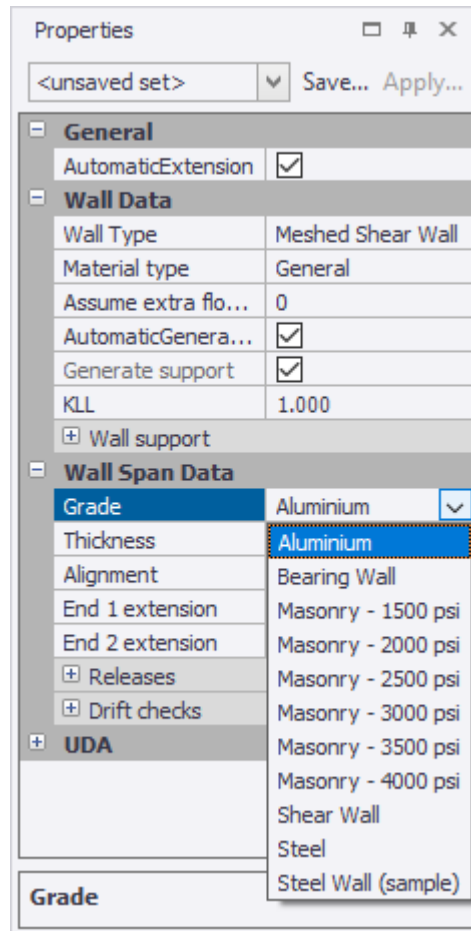 Properties
<unsaved set> Save... Apply...
General
AutomaticExtension
Wall Data
Wall Type Meshed Shear Wall
Material type General
Assume extra flo... 0
AutomaticGenera...
Generate support
KLL 1.000
Wall support
Wall Span Data
Grade Aluminium
Thickness Aluminium
Alignment Bearing Wall
End 1 extension Masonry - 1500 psi
End 2 extension Masonry - 2000 psi
Releases Masonry - 2500 psi
Drift checks Masonry - 3000 psi
UDA Masonry - 3500 psi
Masonry - 4000 psi
Shear Wall
Steel
Steel Wall (sample)
Grade